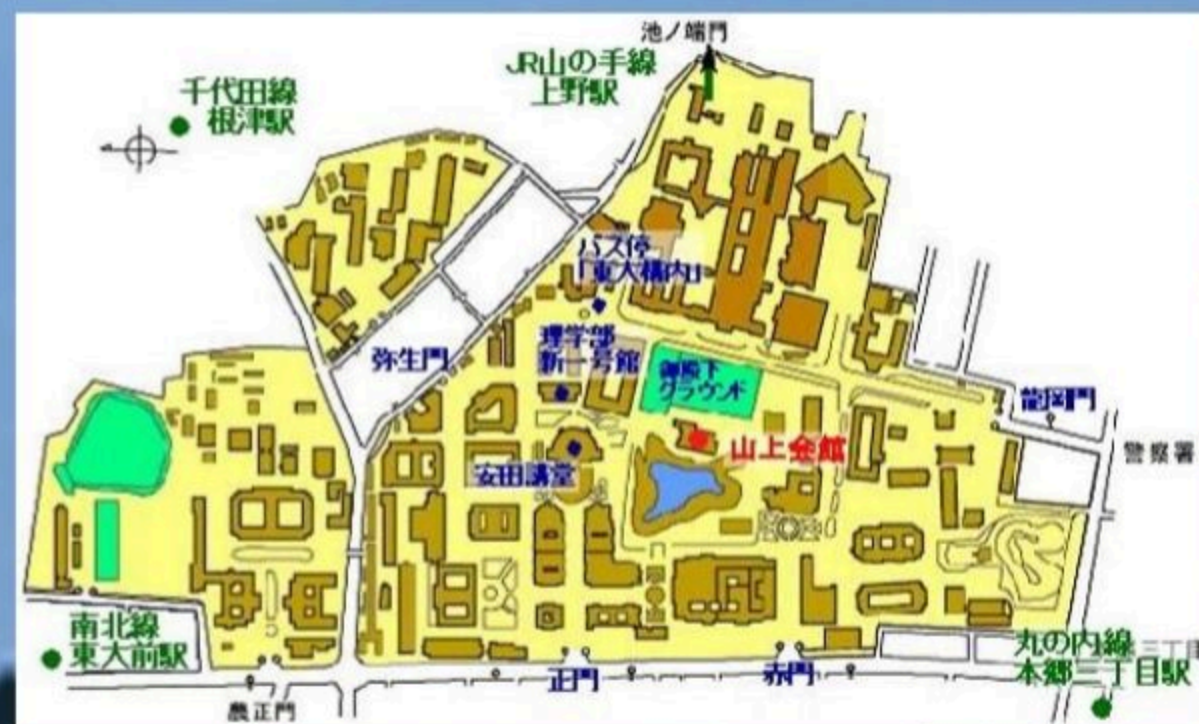 池ノ端門
JR山の手線
上野駅
千代田線
根津駅
バス停
「東大構内」
理学部
新一号館
弥生門
御殿下
グラウンド
龍岡門
山上会館
警察署
安田講堂
南北線
東大前駅
丸の内線
本郷三丁目駅
正門
赤門
農正門